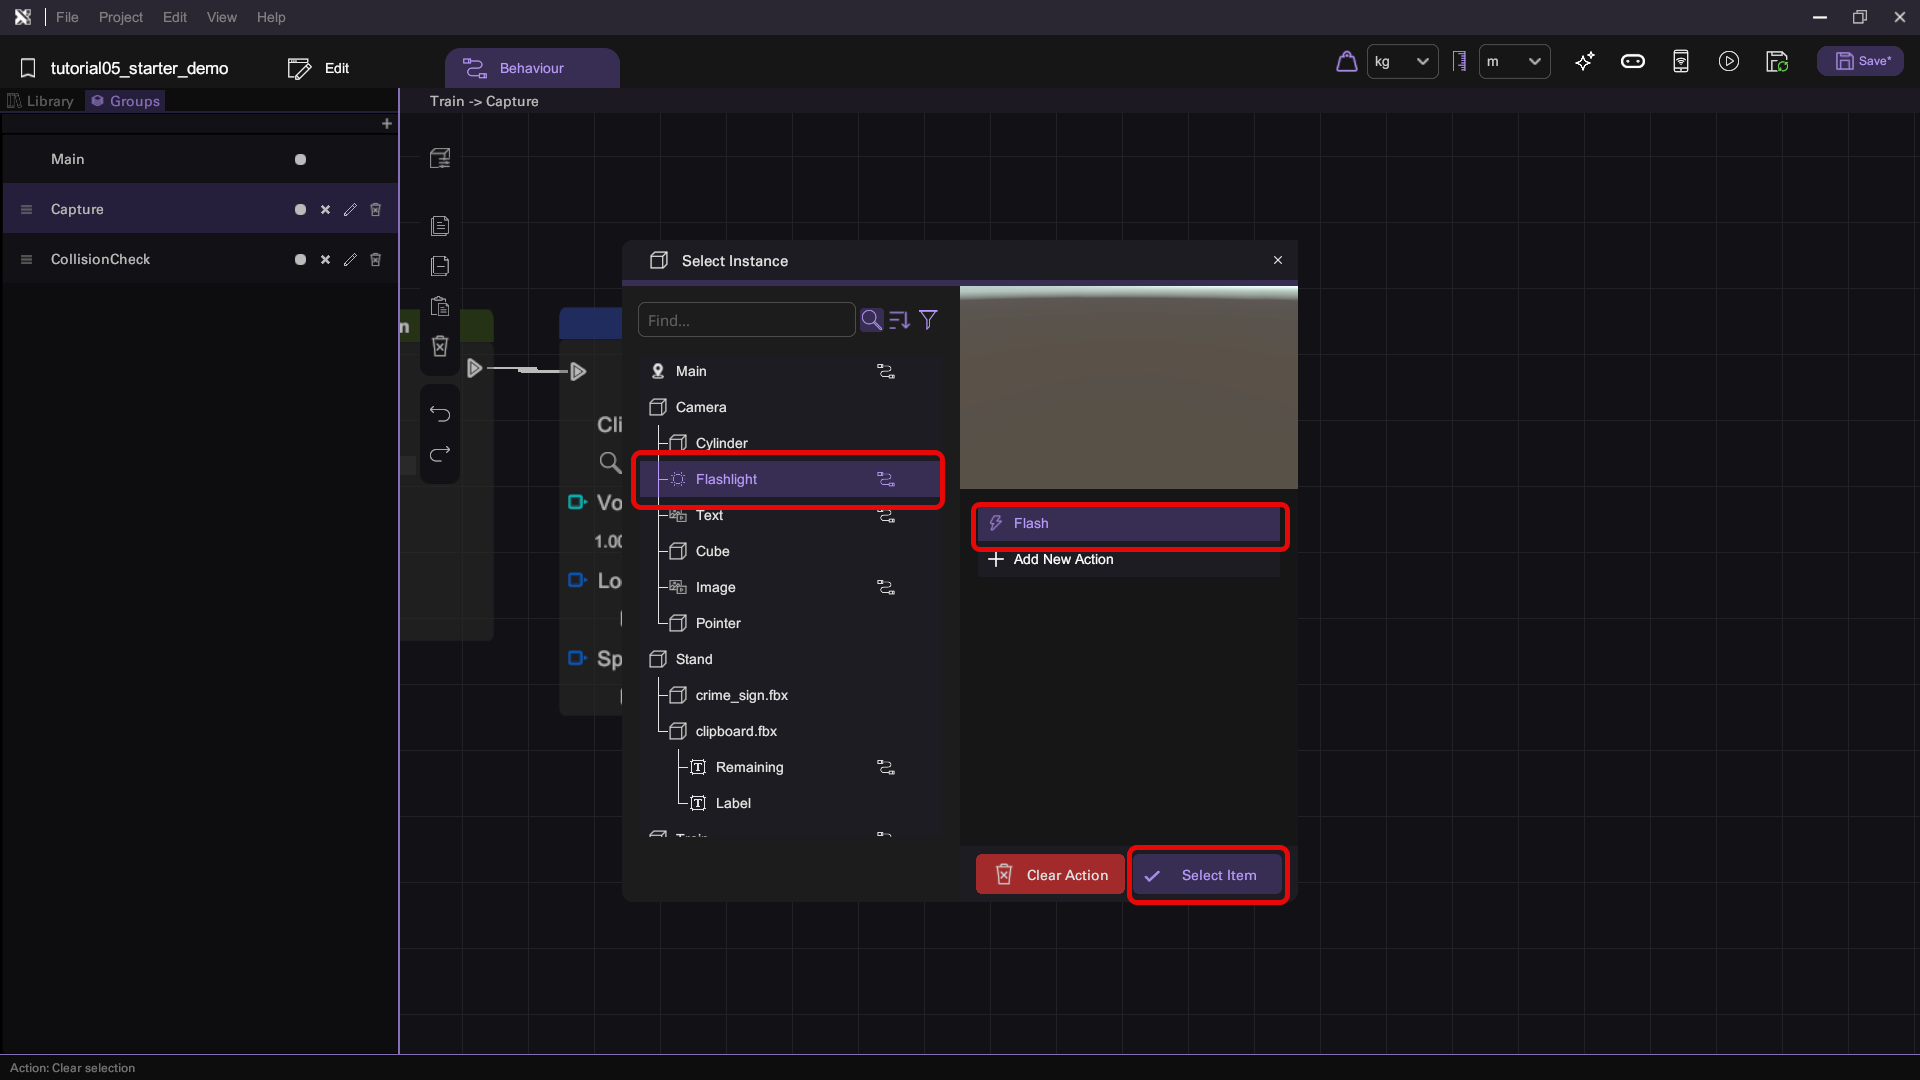 File Project Edit View Help
tutorial05_starter_demo Edit Behaviour kg m Save*
Library Groups Train -> Capture
Main
Capture
CollisionCheck
Select Instance
Find...
Main
Camera
Cylinder
Flashlight
Text
Cube
Image
Pointer
Stand
crime_sign.fbx
clipboard.fbx
Remaining
Label
Flash
Add New Action
Clear Action Select Item
n
Cli
Vo
1.00
Lo
Sp
Action: Clear selection